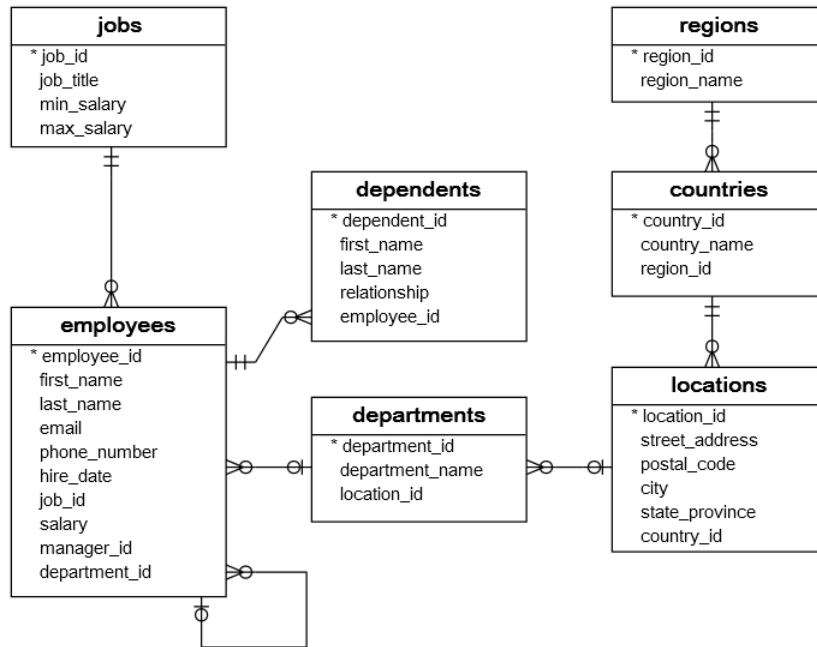 jobs
* job_id
job_title
min_salary
max_salary
regions
* region_id
region_name
dependents
* dependent_id
first_name
last_name
relationship
employee_id
countries
* country_id
country_name
region_id
employees
* employee_id
first_name
last_name
email
phone_number
hire_date
job_id
salary
manager_id
department_id
departments
* department_id
department_name
location_id
locations
* location_id
street_address
postal_code
city
state_province
country_id